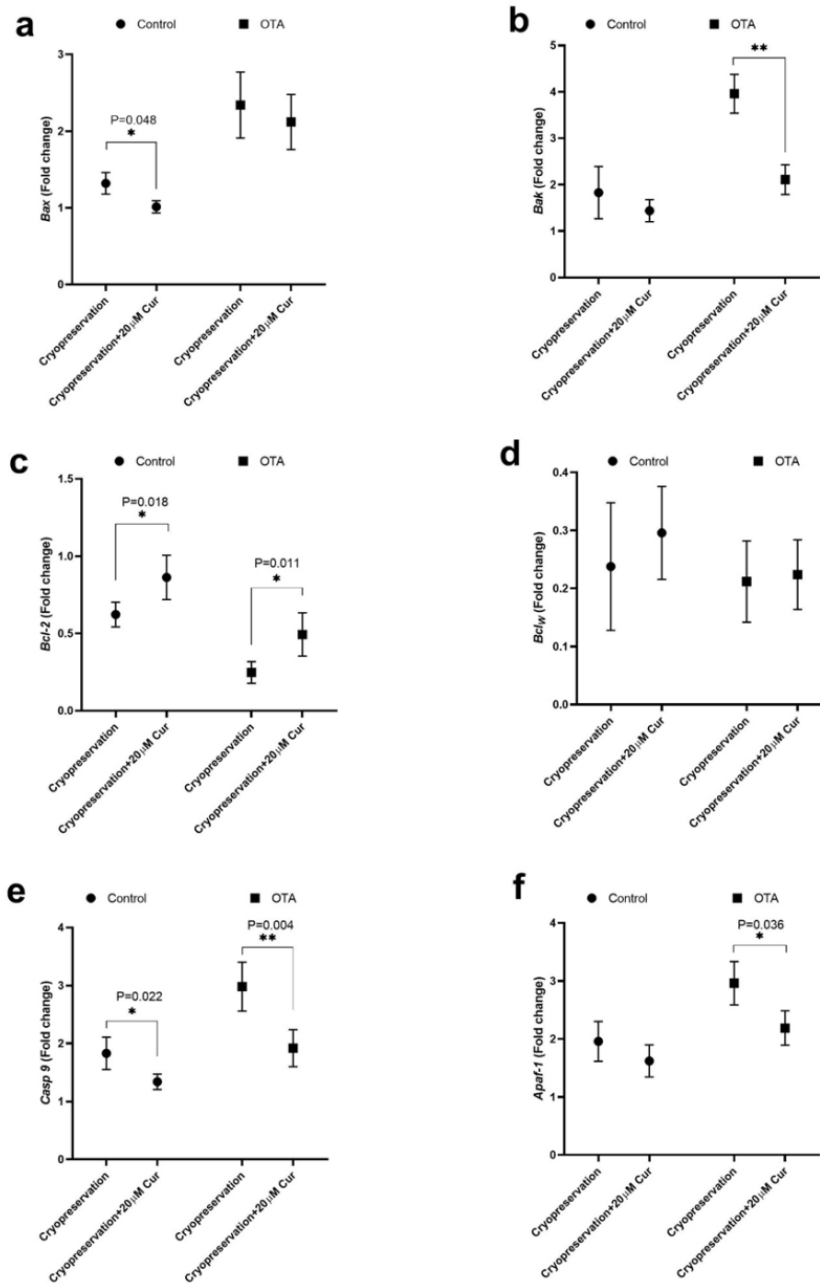 a
Control
OTA
Bax (Fold change)
3
2
1
0
P=0.048
*
Cryopreservation
Cryopreservation+20μM Cur
Cryopreservation
Cryopreservation+20μM Cur
b
Control
OTA
Bak (Fold change)
5
4
3
2
1
0
**
Cryopreservation
Cryopreservation+20μM Cur
Cryopreservation
Cryopreservation+20μM Cur
c
Control
OTA
Bcl-2 (Fold change)
1.5
1.0
0.5
0.0
P=0.018
*
P=0.011
*
Cryopreservation
Cryopreservation+20μM Cur
Cryopreservation
Cryopreservation+20μM Cur
d
Control
OTA
Bclw (Fold change)
0.4
0.3
0.2
0.1
0.0
Cryopreservation
Cryopreservation+20μM Cur
Cryopreservation
Cryopreservation+20μM Cur
e
Control
OTA
Casp 9 (Fold change)
4
3
2
1
0
P=0.022
*
P=0.004
**
Cryopreservation
Cryopreservation+20μM Cur
Cryopreservation
Cryopreservation+20μM Cur
f
Control
OTA
Apaf-1 (Fold change)
4
3
2
1
0
P=0.036
*
Cryopreservation
Cryopreservation+20μM Cur
Cryopreservation
Cryopreservation+20μM Cur